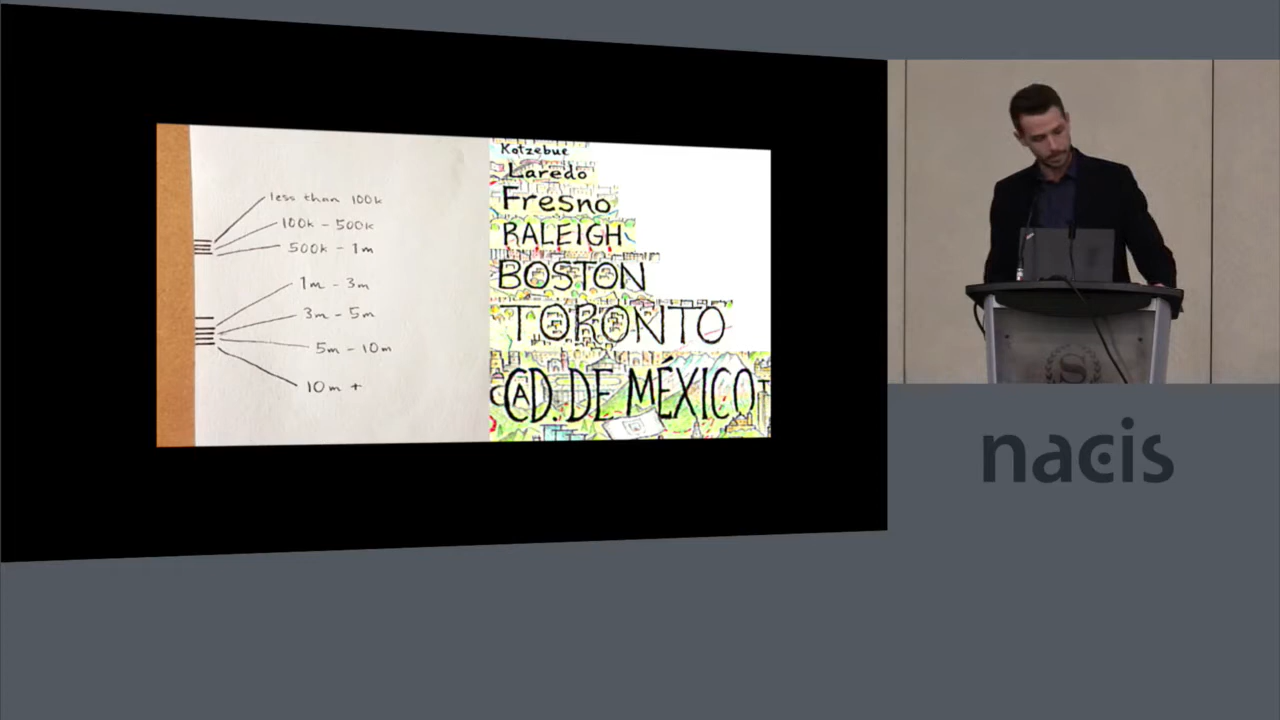 less than 100k
100k - 500k
500k - 1m
1m - 3m
3m - 5m
5m - 10m
10m +
Kotzebue
Laredo
Fresno
RALEIGH
BOSTON
TORONTO
CD. DE MÉXICO
nacis